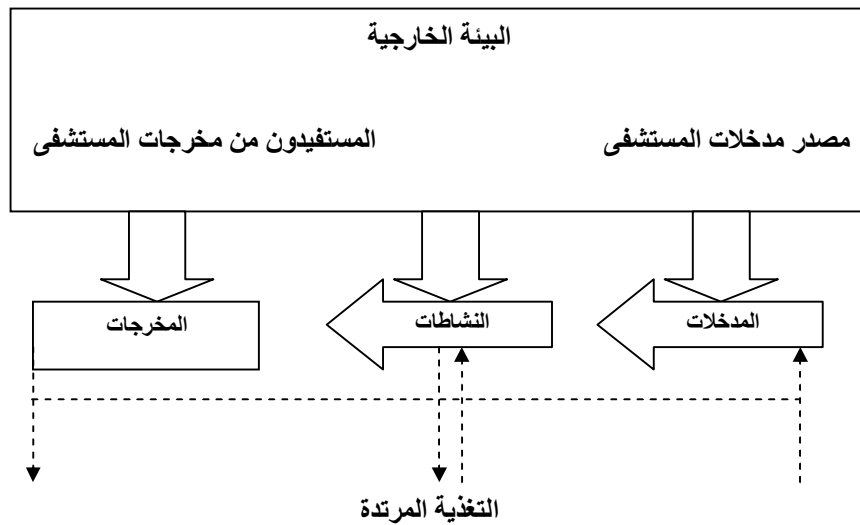 البيئة الخارجية
مصدر مدخلات المستشفى
المستفيدون من مخرجات المستشفى
المدخلات
النشاطات
المخرجات
التغذية المرتدة